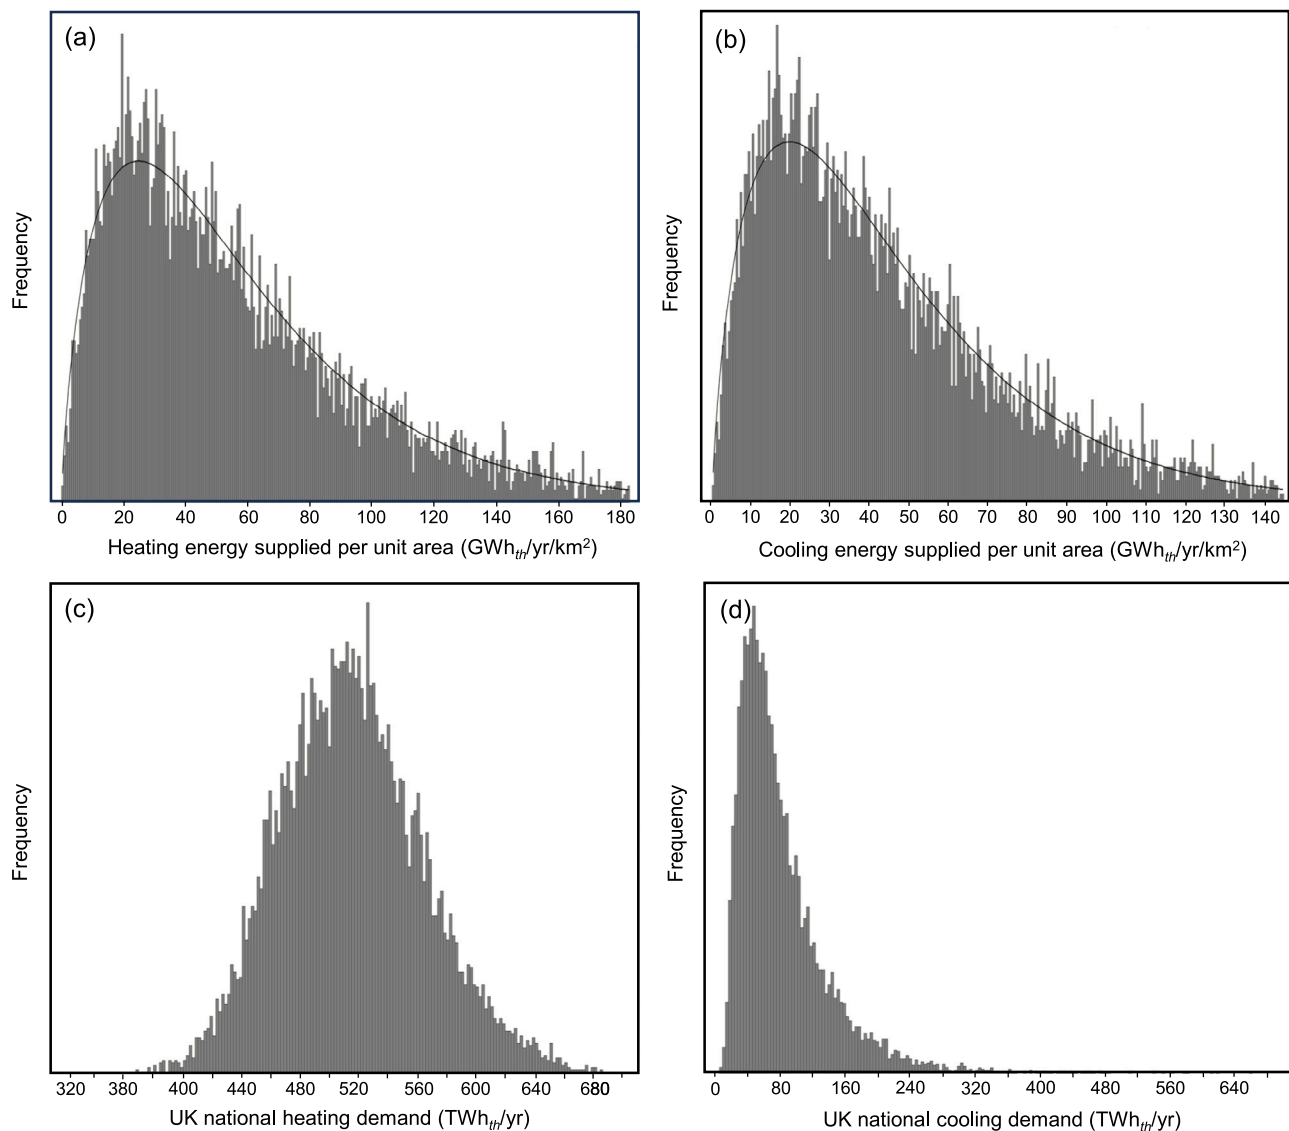 (a)
Frequency
0 20 40 60 80 100 120 140 160 180
Heating energy supplied per unit area (GWhth/yr/km²)
(b)
Frequency
0 10 20 30 40 50 60 70 80 90 100 110 120 130 140
Cooling energy supplied per unit area (GWhth/yr/km²)
(c)
Frequency
320 380 400 440 480 520 560 600 640 680
UK national heating demand (TWhth/yr)
(d)
Frequency
0 80 160 240 320 400 480 560 640
UK national cooling demand (TWhth/yr)